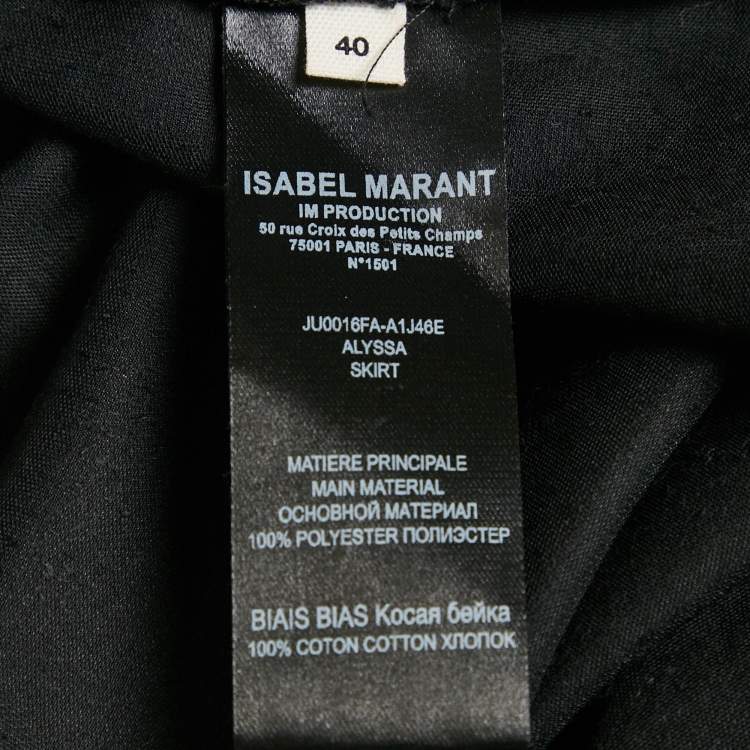 40
ISABEL MARANT
IM PRODUCTION
50 rue Croix des Petits Champs
75001 PARIS - FRANCE
N°1501
JU0016FA-A1J46E
ALYSSA
SKIRT
MATIERE PRINCIPALE
MAIN MATERIAL
ОСНОВНОЙ МАТЕРИАЛ
100% POLYESTER ПОЛИЭСТЕР
BIAIS BIAS Косая бейка
100% COTON COTTON ХЛОПОК